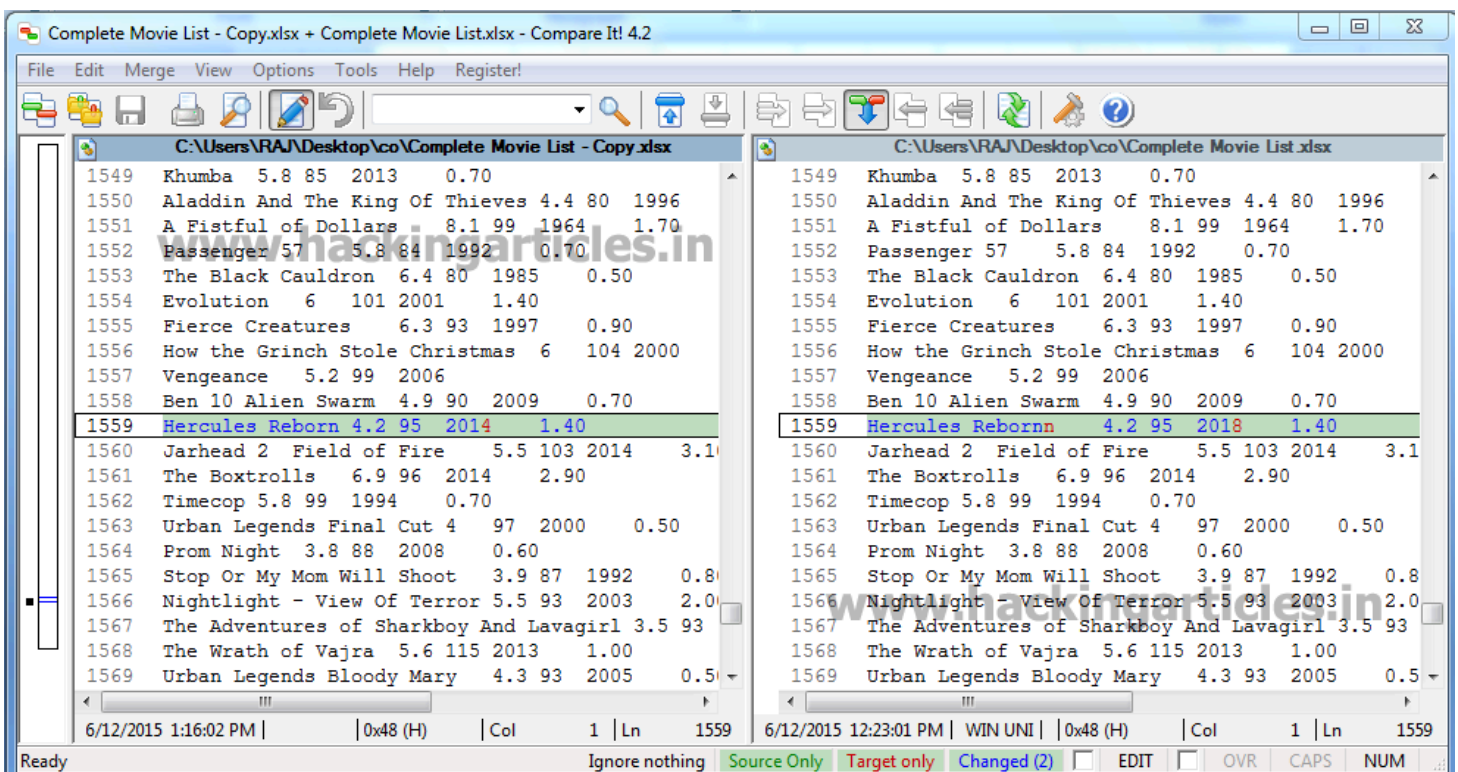 Complete Movie List - Copy.xlsx + Complete Movie List.xlsx - Compare It! 4.2
File Edit Merge View Options Tools Help Register!
C:\Users\RAJ\Desktop\co\Complete Movie List - Copy.xlsx
1549 Khumba 5.8 85 2013 0.70
1550 Aladdin And The King Of Thieves 4.4 80 1996
1551 A Fistful of Dollars 8.1 99 1964 1.70
www.hackingarticles.in
1552 Passenger 57 5.8 84 1992 0.70
1553 The Black Cauldron 6.4 80 1985 0.50
1554 Evolution 6 101 2001 1.40
1555 Fierce Creatures 6.3 93 1997 0.90
1556 How the Grinch Stole Christmas 6 104 2000
1557 Vengeance 5.2 99 2006
1558 Ben 10 Alien Swarm 4.9 90 2009 0.70
1559 Hercules Reborn 4.2 95 2014 1.40
1560 Jarhead 2 Field of Fire 5.5 103 2014 3.1
1561 The Boxtrolls 6.9 96 2014 2.90
1562 Timecop 5.8 99 1994 0.70
1563 Urban Legends Final Cut 4 97 2000 0.50
1564 Prom Night 3.8 88 2008 0.60
1565 Stop Or My Mom Will Shoot 3.9 87 1992 0.8
1566 Nightlight - View Of Terror 5.5 93 2003 2.0
1567 The Adventures of Sharkboy And Lavagirl 3.5 93
1568 The Wrath of Vajra 5.6 115 2013 1.00
1569 Urban Legends Bloody Mary 4.3 93 2005 0.5
6/12/2015 1:16:02 PM 0x48 (H) Col 1 Ln 1559
C:\Users\RAJ\Desktop\co\Complete Movie List.xlsx
1549 Khumba 5.8 85 2013 0.70
1550 Aladdin And The King Of Thieves 4.4 80 1996
1551 A Fistful of Dollars 8.1 99 1964 1.70
1552 Passenger 57 5.8 84 1992 0.70
1553 The Black Cauldron 6.4 80 1985 0.50
1554 Evolution 6 101 2001 1.40
1555 Fierce Creatures 6.3 93 1997 0.90
1556 How the Grinch Stole Christmas 6 104 2000
1557 Vengeance 5.2 99 2006
1558 Ben 10 Alien Swarm 4.9 90 2009 0.70
1559 Hercules Rebornn 4.2 95 2018 1.40
1560 Jarhead 2 Field of Fire 5.5 103 2014 3.1
1561 The Boxtrolls 6.9 96 2014 2.90
1562 Timecop 5.8 99 1994 0.70
1563 Urban Legends Final Cut 4 97 2000 0.50
1564 Prom Night 3.8 88 2008 0.60
1565 Stop Or My Mom Will Shoot 3.9 87 1992 0.8
1566 Nightlight - View Of Terror 5.5 93 2003 2.0
www.hackingarticles.in
1567 The Adventures of Sharkboy And Lavagirl 3.5 93
1568 The Wrath of Vajra 5.6 115 2013 1.00
1569 Urban Legends Bloody Mary 4.3 93 2005 0.5
6/12/2015 12:23:01 PM WIN UNI 0x48 (H) Col 1 Ln 1559
Ready Ignore nothing Source Only Target only Changed (2) EDIT OVR CAPS NUM